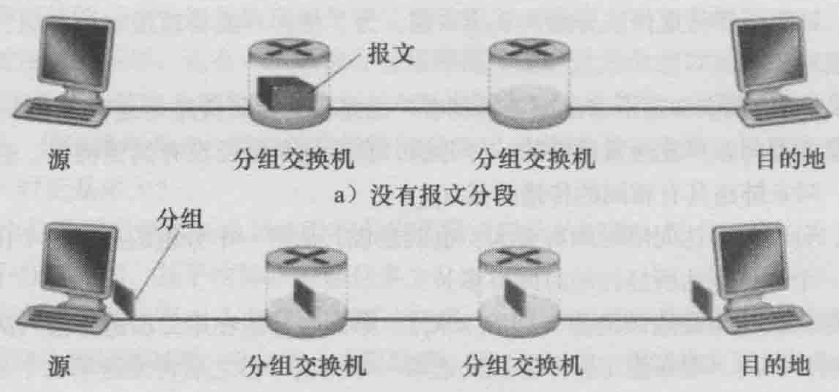 报文
源 分组交换机 分组交换机 目的地
a）没有报文分段
分组
源 分组交换机 分组交换机 目的地